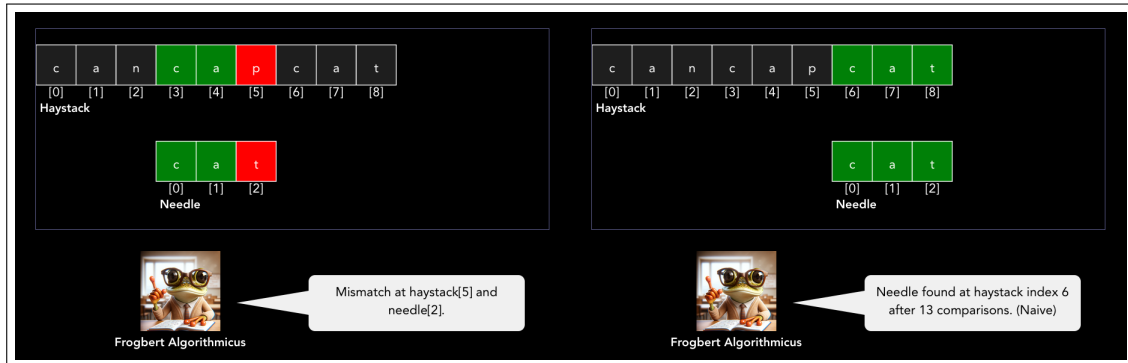 c a n c a p c a t
[0] [1] [2] [3] [4] [5] [6] [7] [8]
Haystack
c a t
[0] [1] [2]
Needle
Mismatch at haystack[5] and
needle[2].
Frogbert Algorithmicus
c a n c a p c a t
[0] [1] [2] [3] [4] [5] [6] [7] [8]
Haystack
c a t
[0] [1] [2]
Needle
Needle found at haystack index 6
after 13 comparisons. (Naive)
Frogbert Algorithmicus